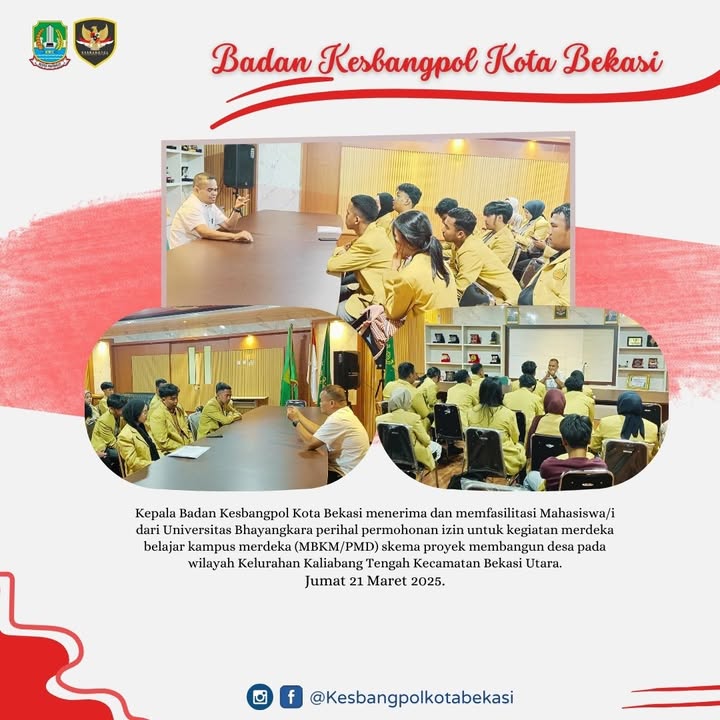 Badan Kesbangpol Kota Bekasi
Kepala Badan Kesbangpol Kota Bekasi menerima dan memfasilitasi Mahasiswa/i
dari Universitas Bhayangkara perihal permohonan izin untuk kegiatan merdeka
belajar kampus merdeka (MBKM/PMD) skema proyek membangun desa pada
wilayah Kelurahan Kaliabang Tengah Kecamatan Bekasi Utara.
Jumat 21 Maret 2025.
@Kesbangpolkotabekasi